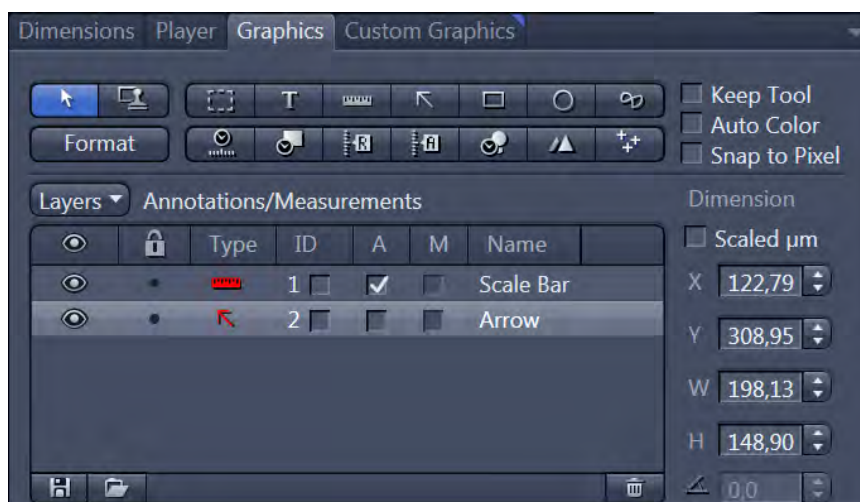 Dimensions Player Graphics Custom Graphics
T
Keep Tool
Auto Color
Format R A
Snap to Pixel
Layers Annotations/Measurements Dimension
Type ID A M Name
Scaled µm
1 Scale Bar
X 122,79
2 Arrow
Y 308,95
W 198,13
H 148,90
0,0